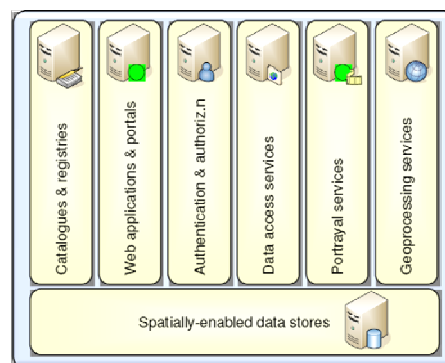 Catalogues & registries
Web applications & portals
Authentication & authoriz.n
Data access services
Portrayal services
Geoprocessing services
Spatially-enabled data stores